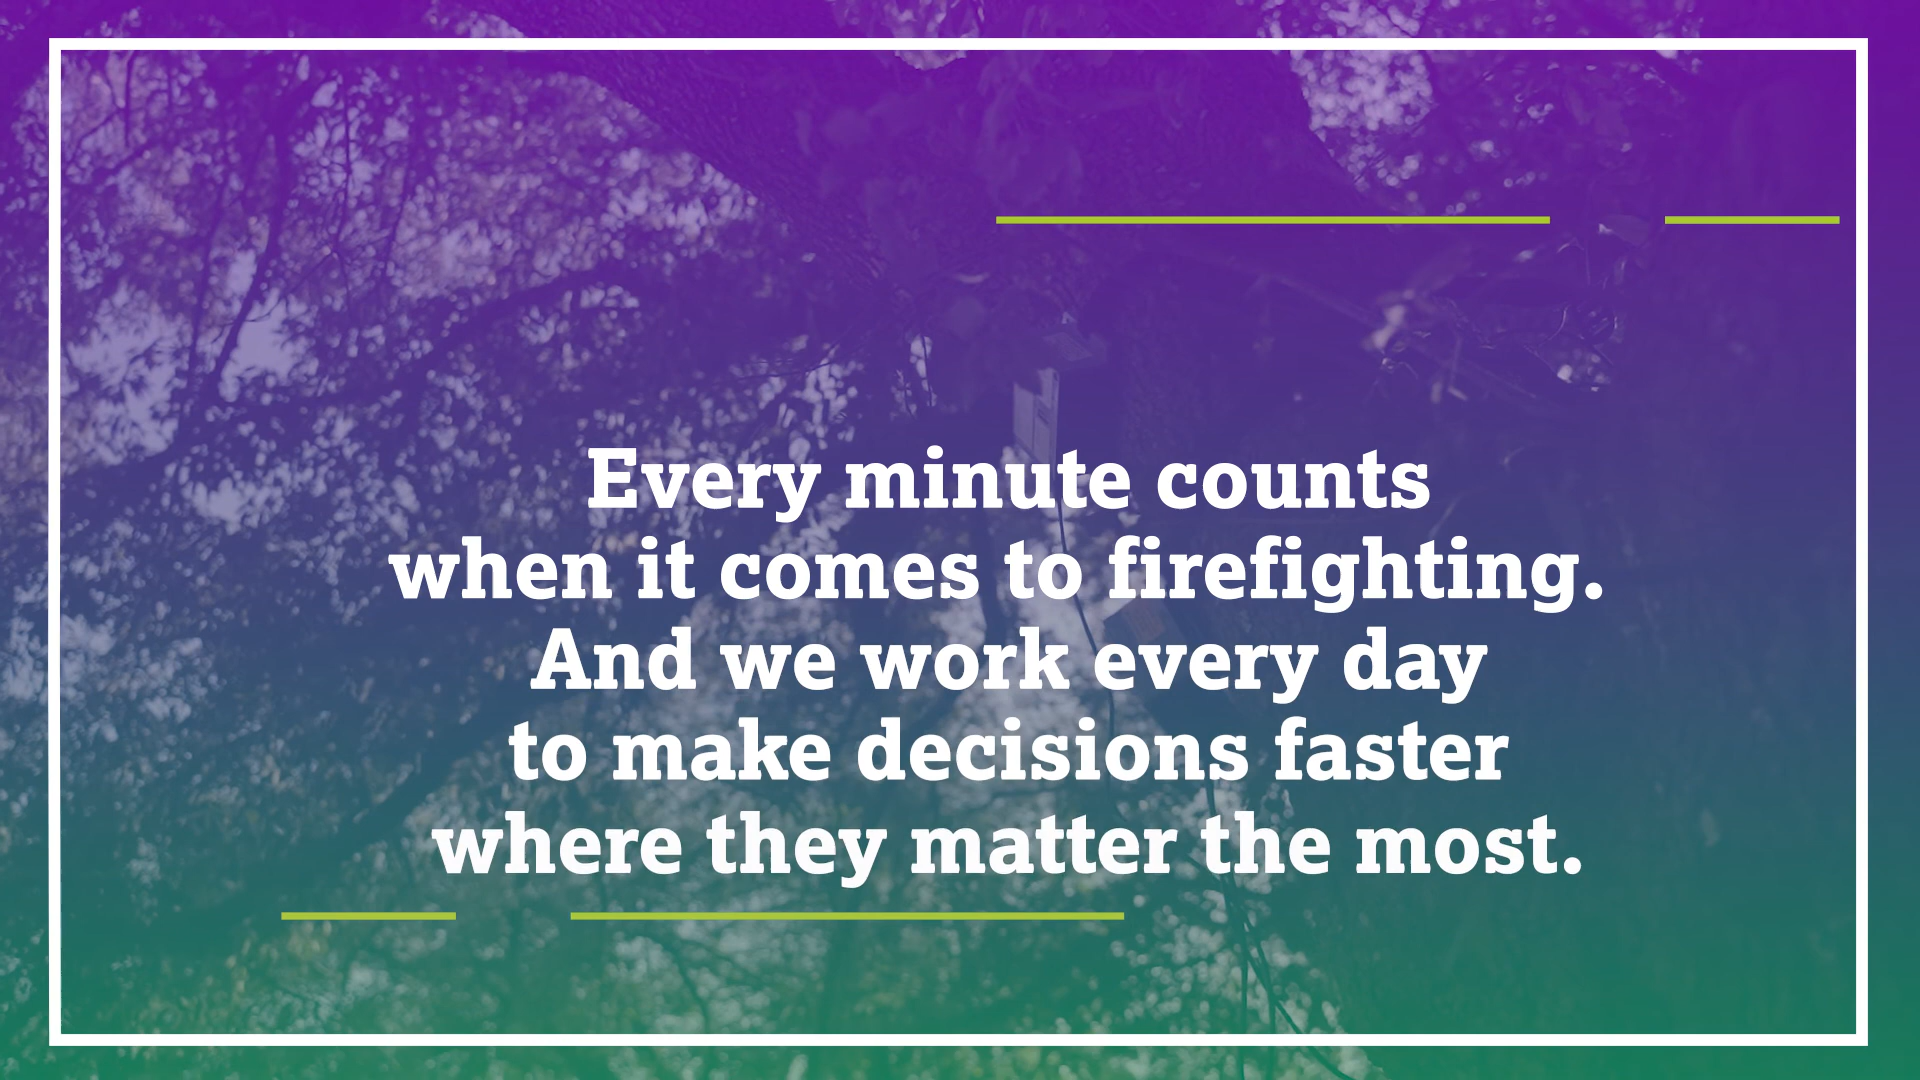 Every minute counts
when it comes to firefighting.
And we work every day
to make decisions faster
where they matter the most.